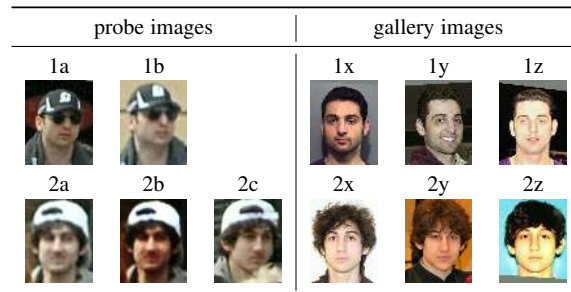 probe images gallery images
1a 1b 1x 1y 1z
2a 2b 2c 2x 2y 2z